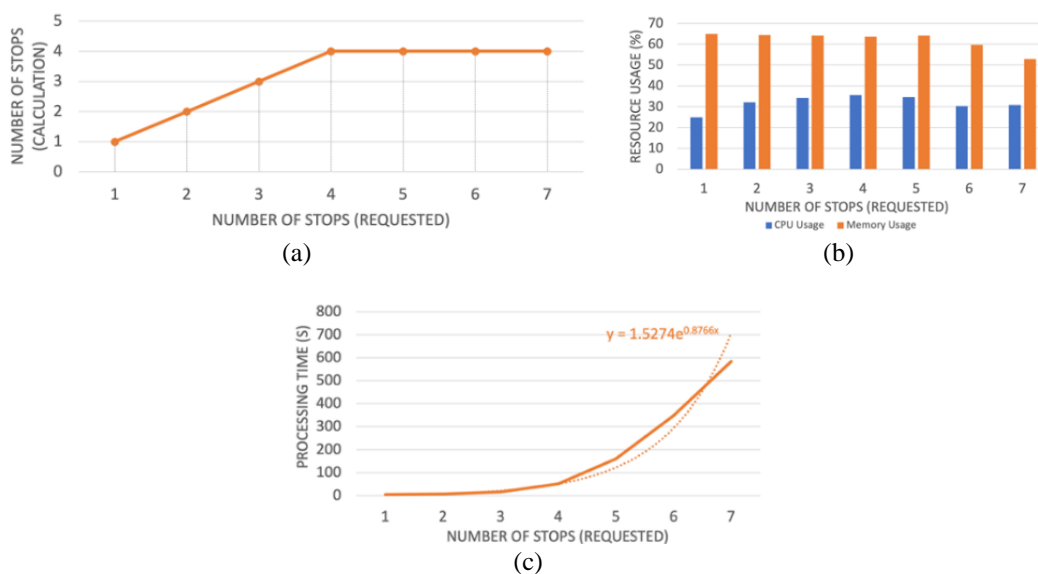 NUMBER OF STOPS
(CALCULATION)
5
4
3
2
1
0
1 2 3 4 5 6 7
NUMBER OF STOPS (REQUESTED)
(a)
RESOURCE USAGE (%)
70
60
50
40
30
20
10
0
1 2 3 4 5 6 7
NUMBER OF STOPS (REQUESTED)
CPU Usage Memory Usage
(b)
PROCESSING TIME (S)
800
700
600
500
400
300
200
100
0
y = 1.5274e^0.8766x
1 2 3 4 5 6 7
NUMBER OF STOPS (REQUESTED)
(c)